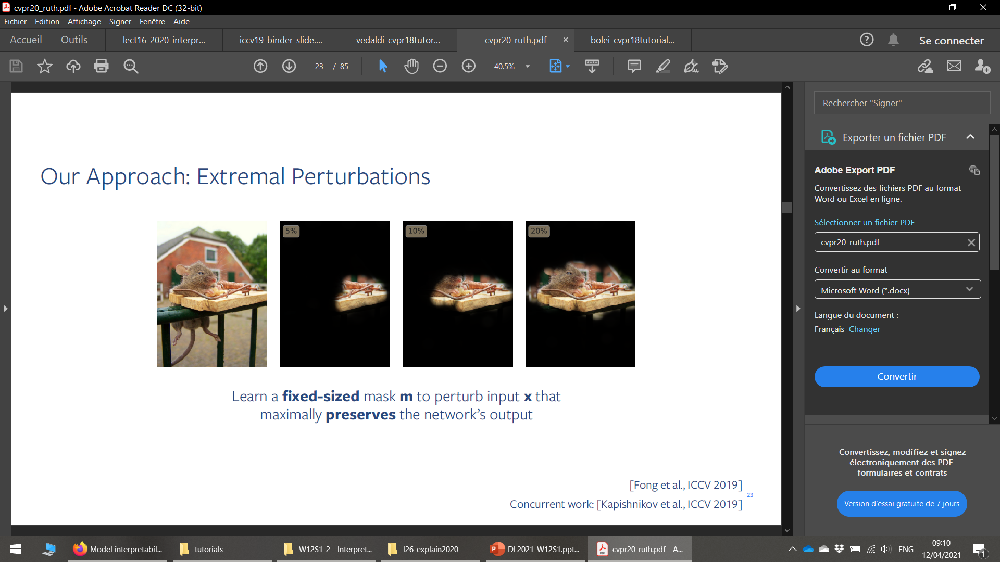 cvpr20_ruth.pdf - Adobe Acrobat Reader DC (32-bit)
Fichier Edition Affichage Signer Fenêtre Aide
Accueil Outils lect16_2020_interpr... iccv19_binder_slide.... vedaldi_cvpr18tutor... cvpr20_ruth.pdf bolei_cvpr18tutorial... Se connecter
23 / 85 40.5%
Our Approach: Extremal Perturbations
5% 10% 20%
Learn a fixed-sized mask m to perturb input x that
maximally preserves the network's output
[Fong et al., ICCV 2019]
23
Concurrent work: [Kapishnikov et al., ICCV 2019]
Rechercher "Signer"
Exporter un fichier PDF
Adobe Export PDF
Convertissez des fichiers PDF au format
Word ou Excel en ligne.
Sélectionner un fichier PDF
cvpr20_ruth.pdf
Convertir au format
Microsoft Word (*.docx)
Langue du document :
Français Changer
Convertir
Convertissez, modifiez et signez
électroniquement des PDF
formulaires et contrats
Version d'essai gratuite de 7 jours
Model interpretabil... tutorials W12S1-2 - Interpret... I26_explain2020 DL2021_W12S1.ppt... cvpr20_ruth.pdf - A... ENG
09:10
12/04/2021
1